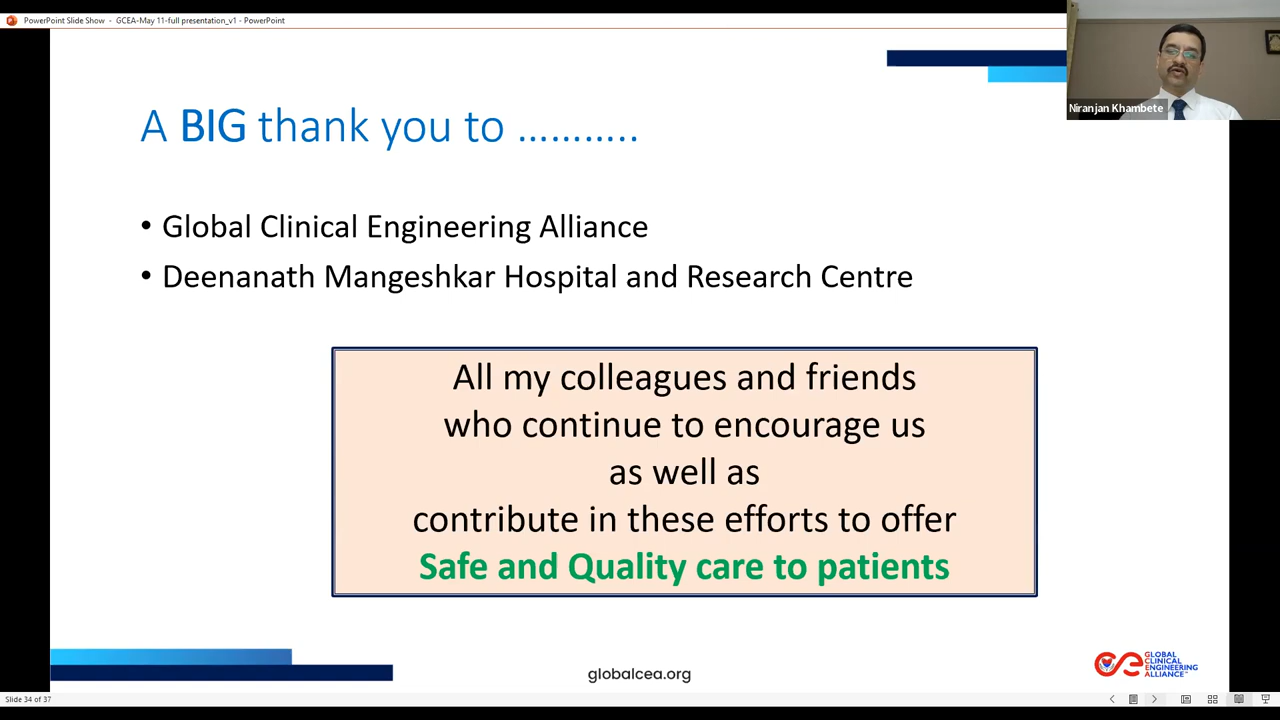 PowerPoint Slide Show - GCEA-May 11-full presentation_v1 - PowerPoint
Niranjan Khambete
A BIG thank you to ………..
• Global Clinical Engineering Alliance
• Deenanath Mangeshkar Hospital and Research Centre
All my colleagues and friends
who continue to encourage us
as well as
contribute in these efforts to offer
Safe and Quality care to patients
globalcea.org
GLOBAL
CLINICAL
ENGINEERING
ALLIANCE™
Slide 34 of 37